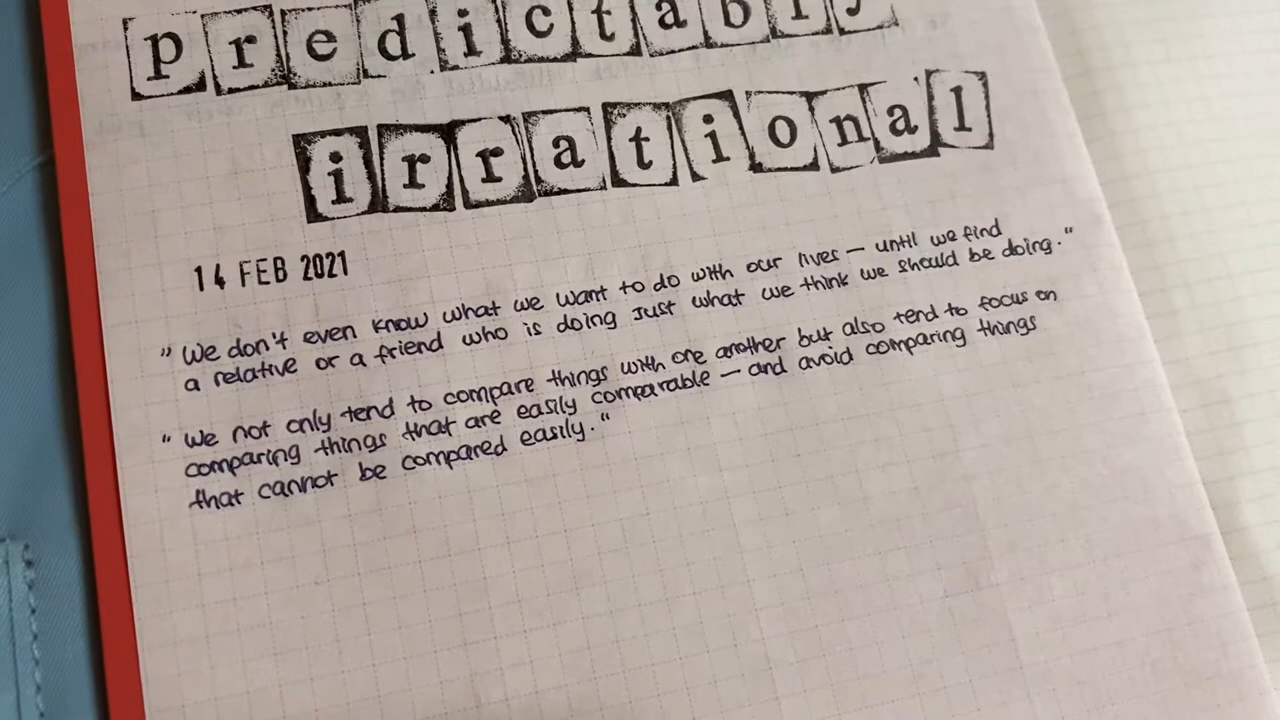 predictably
irrational
14 FEB 2021
" We don't even know what we want to do with our lives — until we find
a relative or a friend who is doing just what we think we should be doing."
" We not only tend to compare things with one another but also tend to focus on
comparing things that are easily comparable — and avoid comparing things
that cannot be compared easily."